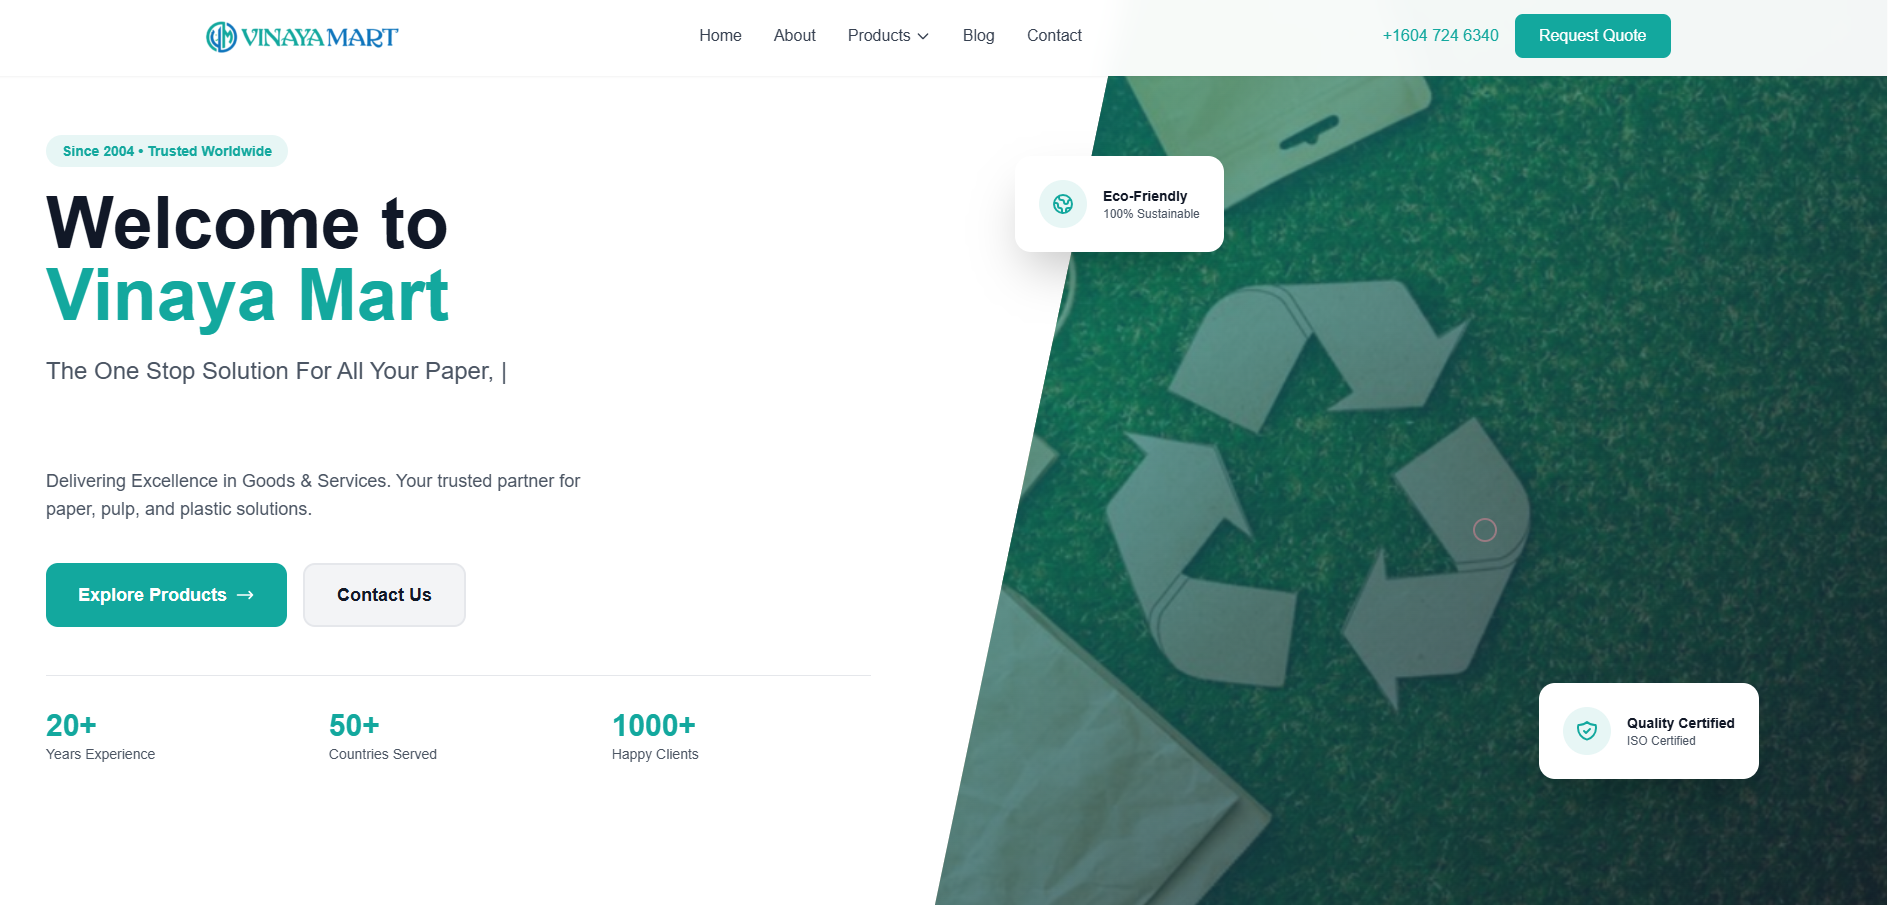 VINAYA MART
Home
About
Products
Blog
Contact
+1604 724 6340
Request Quote
Since 2004 • Trusted Worldwide
Welcome to
Vinaya Mart
The One Stop Solution For All Your Paper, |
Delivering Excellence in Goods & Services. Your trusted partner for
paper, pulp, and plastic solutions.
Explore Products →
Contact Us
20+
Years Experience
50+
Countries Served
1000+
Happy Clients
Eco-Friendly
100% Sustainable
Quality Certified
ISO Certified